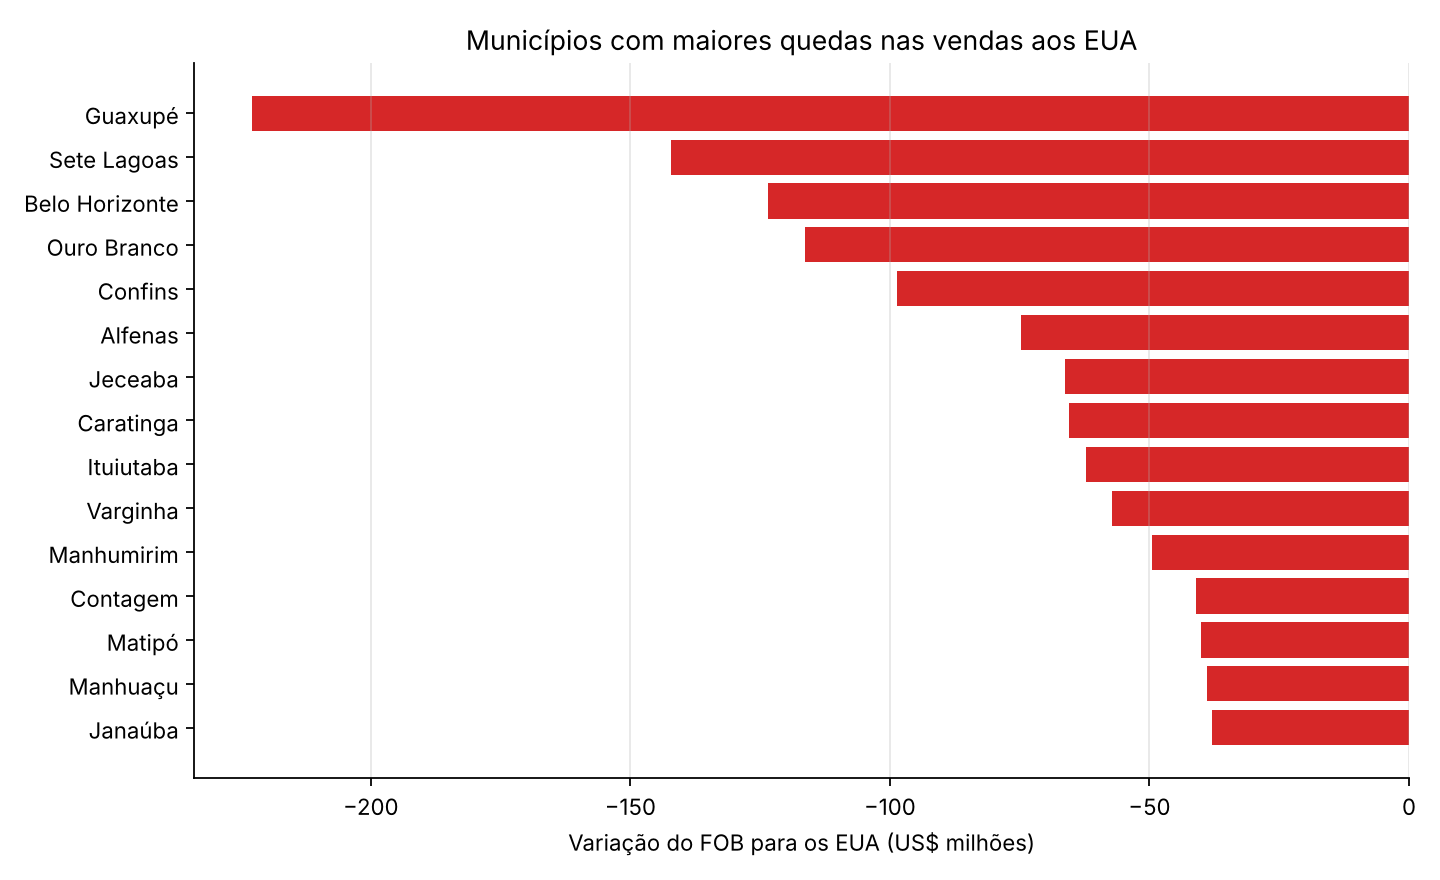 Municípios com maiores quedas nas vendas aos EUA
Guaxupé
Sete Lagoas
Belo Horizonte
Ouro Branco
Confins
Alfenas
Jeceaba
Caratinga
Ituiutaba
Varginha
Manhumirim
Contagem
Matipó
Manhuaçu
Janaúba
−200 −150 −100 −50 0
Variação do FOB para os EUA (US$ milhões)